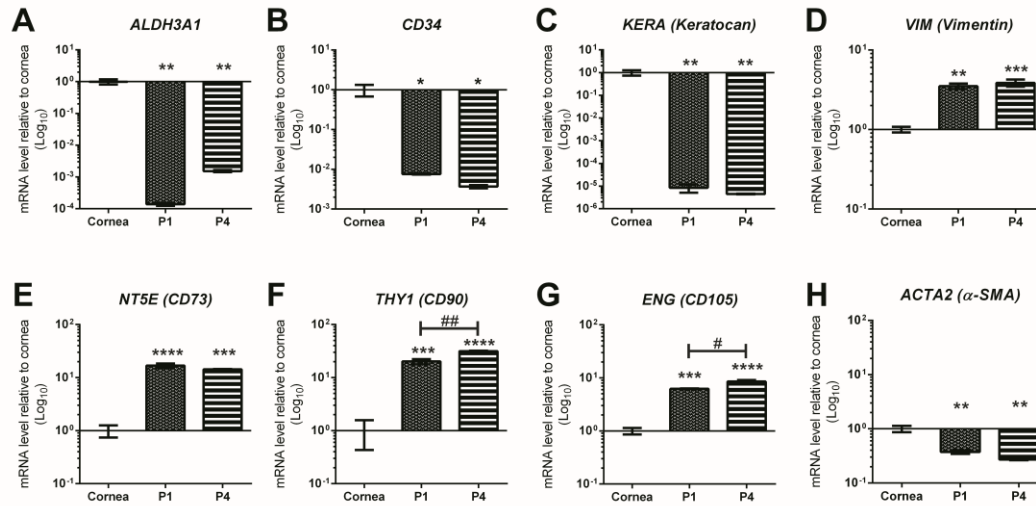 A
ALDH3A1
mRNA level relative to cornea
(Log10)
10^1
10^0
10^-1
10^-2
10^-3
10^-4
** **
Cornea P1 P4
B
CD34
mRNA level relative to cornea
(Log10)
10^1
10^0
10^-1
10^-2
10^-3
* *
Cornea P1 P4
C
KERA (Keratocan)
mRNA level relative to cornea
(Log10)
10^1
10^0
10^-1
10^-2
10^-3
10^-4
10^-5
10^-6
** **
Cornea P1 P4
D
VIM (Vimentin)
mRNA level relative to cornea
(Log10)
10^1
10^0
10^-1
** ***
Cornea P1 P4
E
NT5E (CD73)
mRNA level relative to cornea
(Log10)
10^2
10^1
10^0
10^-1
**** ***
Cornea P1 P4
F
THY1 (CD90)
mRNA level relative to cornea
(Log10)
10^2
10^1
10^0
10^-1
##
*** ****
Cornea P1 P4
G
ENG (CD105)
mRNA level relative to cornea
(Log10)
10^2
10^1
10^0
10^-1
#
*** ****
Cornea P1 P4
H
ACTA2 (α-SMA)
mRNA level relative to cornea
(Log10)
10^2
10^1
10^0
10^-1
** **
Cornea P1 P4